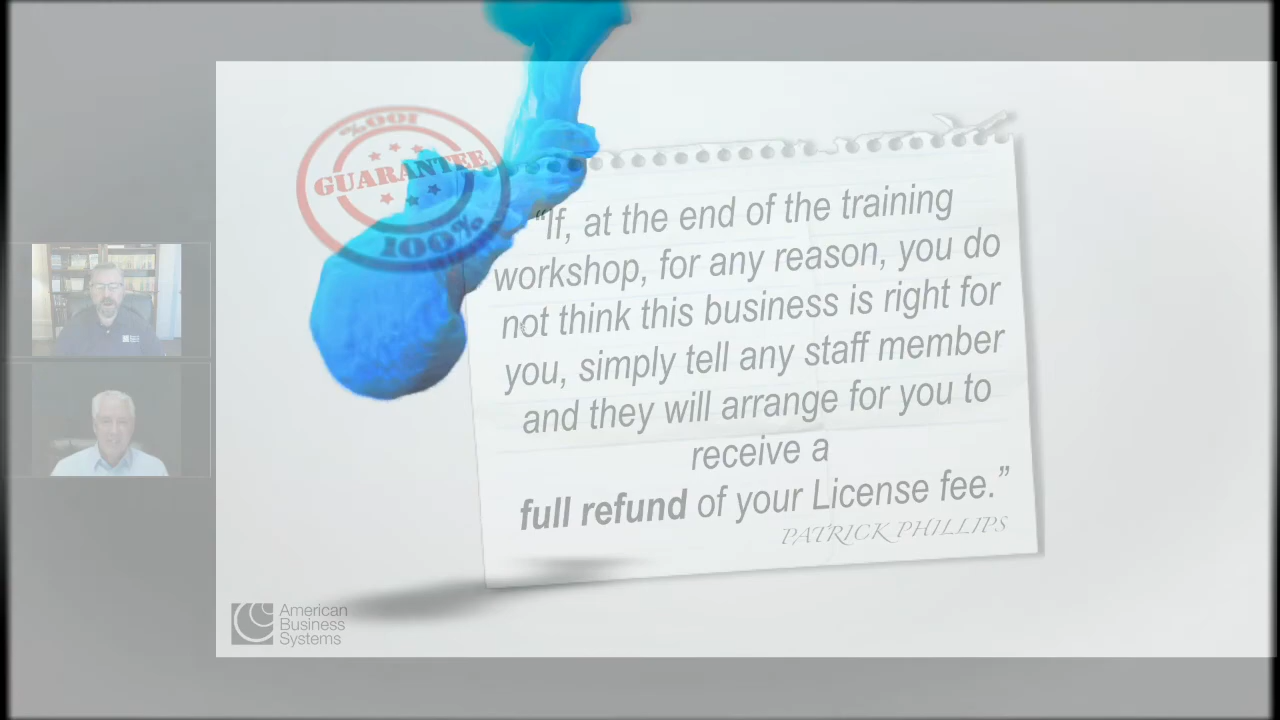 100%
GUARANTEE
100%
“If, at the end of the training
workshop, for any reason, you do
not think this business is right for
you, simply tell any staff member
and they will arrange for you to
receive a
full refund of your License fee.”
PATRICK PHILLIPS
American
Business
Systems